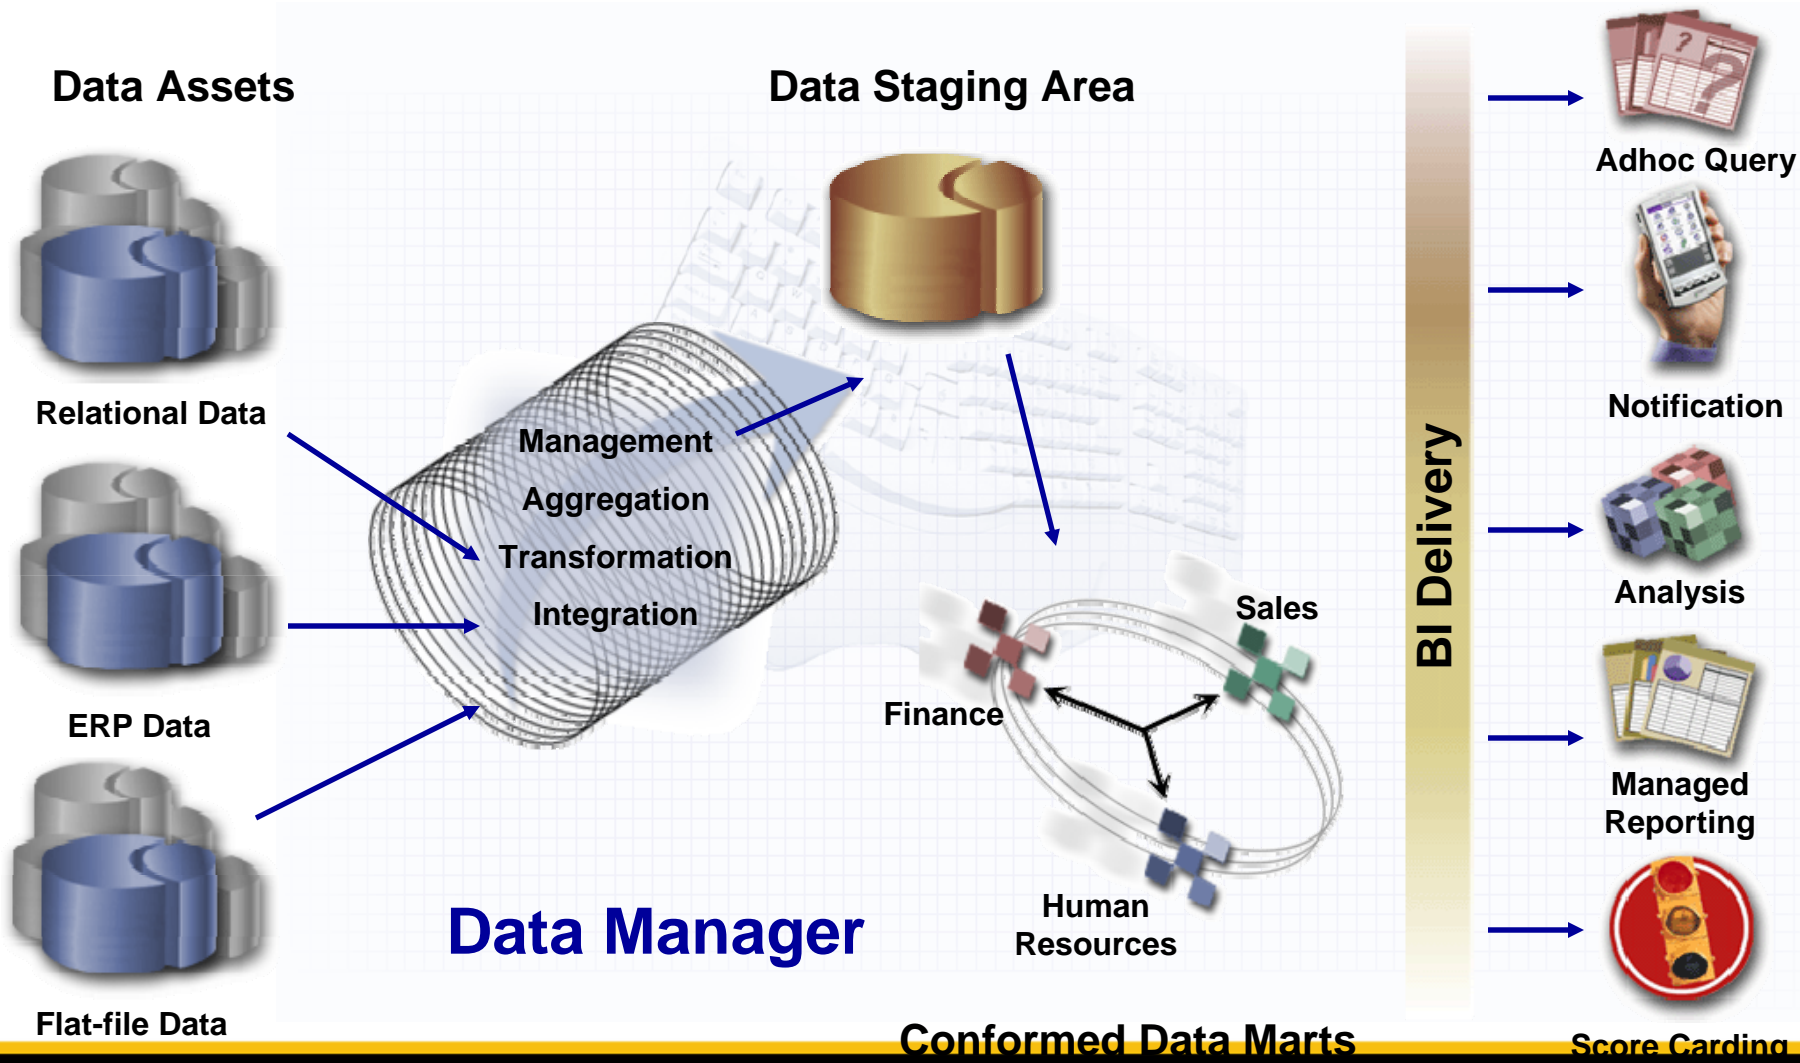 Data Assets
Relational Data
ERP Data
Flat-file Data
Management
Aggregation
Transformation
Integration
Data Manager
Data Staging Area
Finance
Sales
Human
Resources
Conformed Data Marts
BI Delivery
Adhoc Query
Notification
Analysis
Managed
Reporting
Score Carding